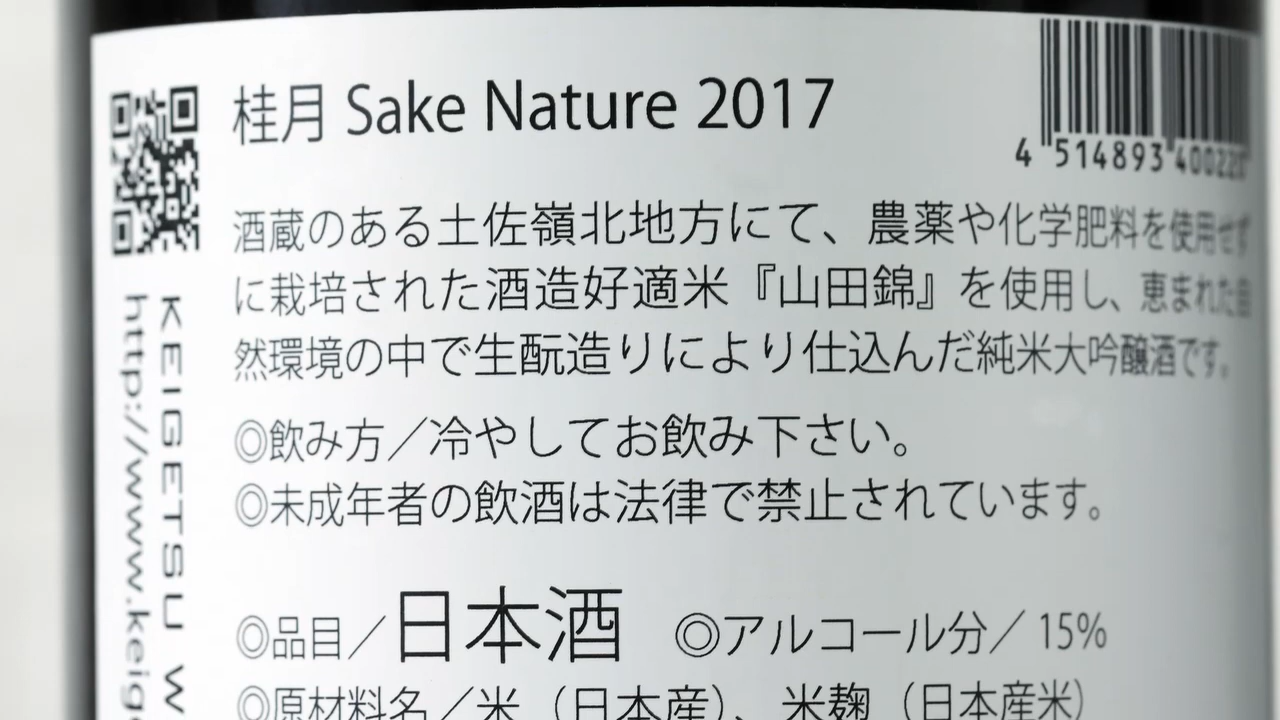 桂月 Sake Nature 2017
4 514893 40022
酒蔵のある土佐嶺北地方にて、農薬や化学肥料を使用せず
に栽培された酒造好適米『山田錦』を使用し、恵まれた自
然環境の中で生酛造りにより仕込んだ純米大吟醸酒です。
◎飲み方／冷やしてお飲み下さい。
◎未成年者の飲酒は法律で禁止されています。
◎品目／日本酒 ◎アルコール分／15%
◎原材料名／米（日本産）、米麹（日本産米）
KEIGETSU W
http://www.keig